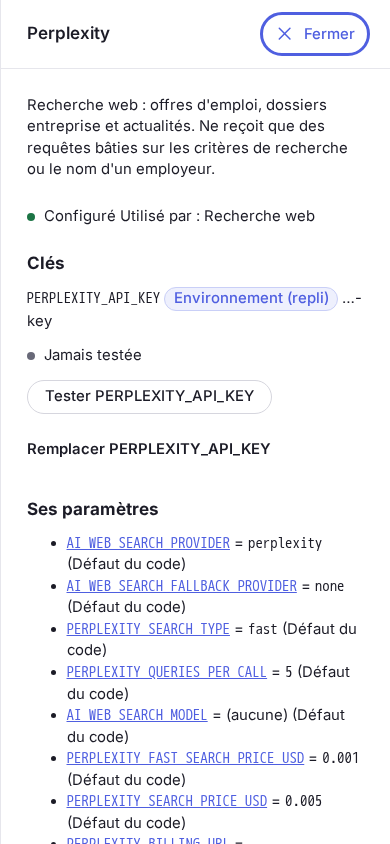 Perplexity
Fermer
Recherche web : offres d'emploi, dossiers
entreprise et actualités. Ne reçoit que des
requêtes bâties sur les critères de recherche
ou le nom d'un employeur.
Configuré Utilisé par : Recherche web
Clés
PERPLEXITY_API_KEY Environnement (repli) …-
key
Jamais testée
Tester PERPLEXITY_API_KEY
Remplacer PERPLEXITY_API_KEY
Ses paramètres
AI_WEB_SEARCH_PROVIDER = perplexity
(Défaut du code)
AI_WEB_SEARCH_FALLBACK_PROVIDER = none
(Défaut du code)
PERPLEXITY_SEARCH_TYPE = fast (Défaut du
code)
PERPLEXITY_QUERIES_PER_CALL = 5 (Défaut
du code)
AI_WEB_SEARCH_MODEL = (aucune) (Défaut
du code)
PERPLEXITY_FAST_SEARCH_PRICE_USD = 0.001
(Défaut du code)
PERPLEXITY_SEARCH_PRICE_USD = 0.005
(Défaut du code)
PERPLEXITY_BILLING_URL =